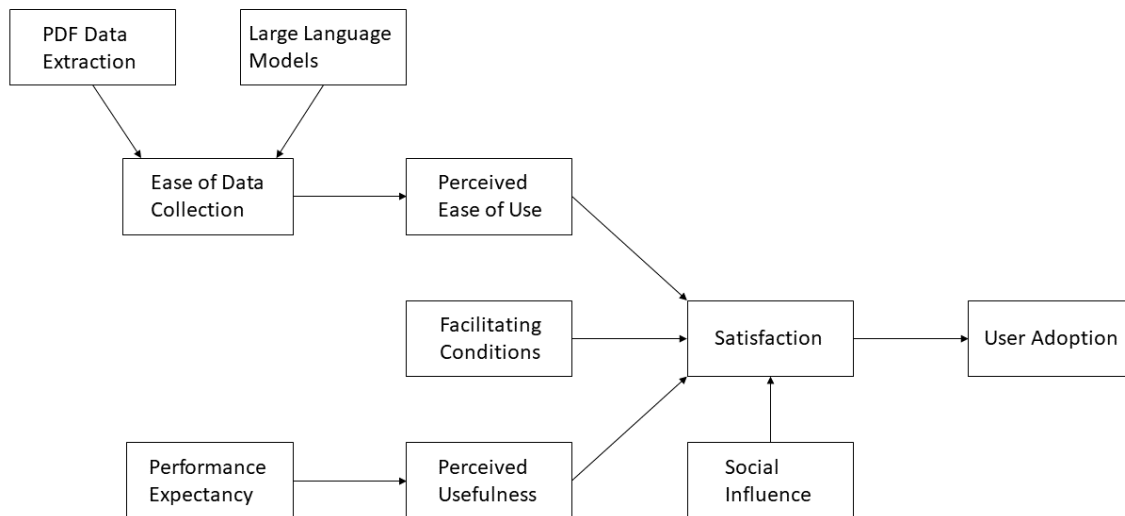 PDF Data
Extraction
Large Language
Models
Ease of Data
Collection
Perceived
Ease of Use
Facilitating
Conditions
Satisfaction
User Adoption
Performance
Expectancy
Perceived
Usefulness
Social
Influence